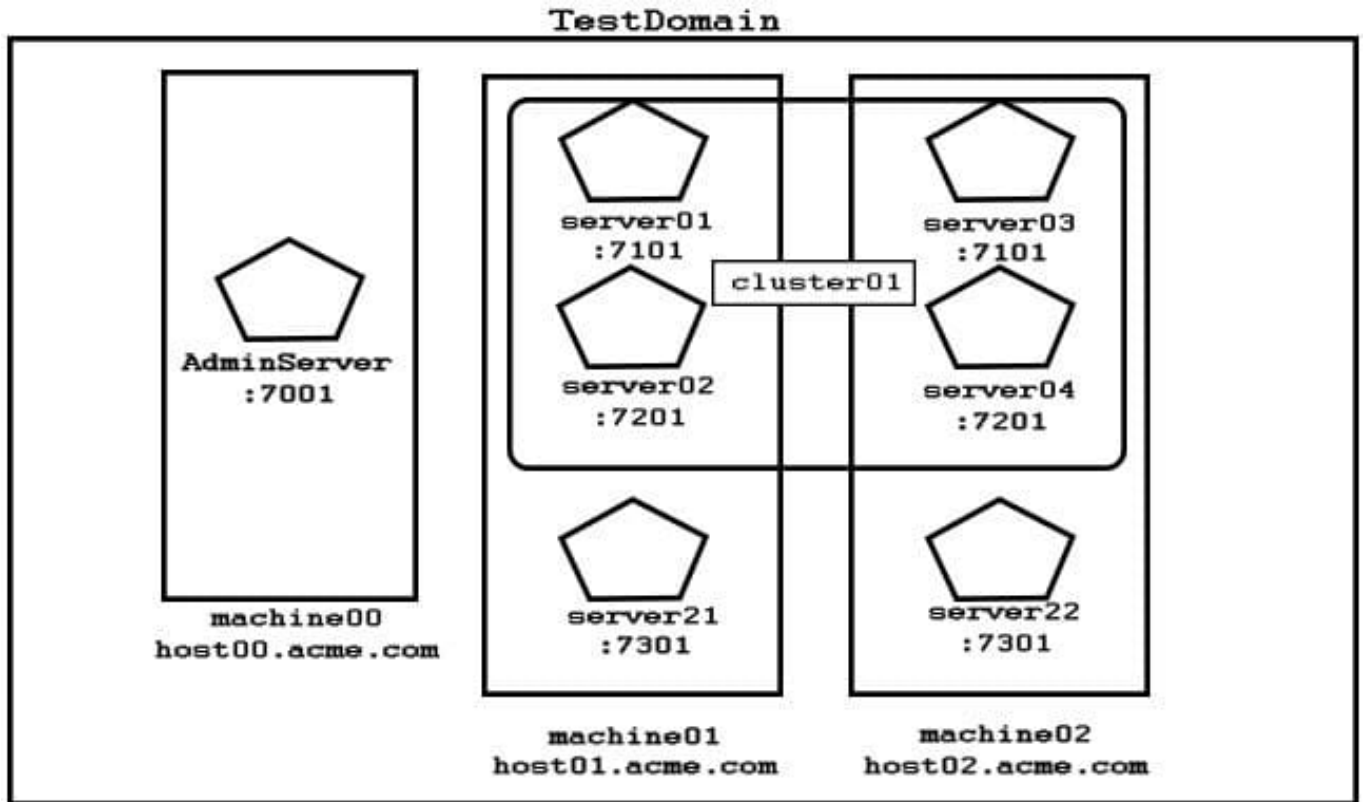 TestDomain
AdminServer
:7001
machine00
host00.acme.com
server01
:7101
server02
:7201
cluster01
server03
:7101
server04
:7201
server21
:7301
machine01
host01.acme.com
server22
:7301
machine02
host02.acme.com